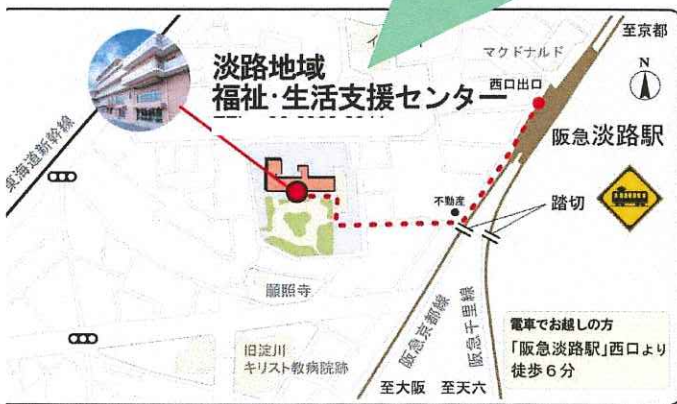 至京都
マクドナルド
N
西口出口
淡路地域
福祉・生活支援センター
阪急淡路駅
東海道新幹線
不動産
踏切
願照寺
阪急京都線
阪急千里線
旧淀川
キリスト教病院跡
電車でお越しの方
「阪急淡路駅」西口より
徒歩6分
至大阪
至天六